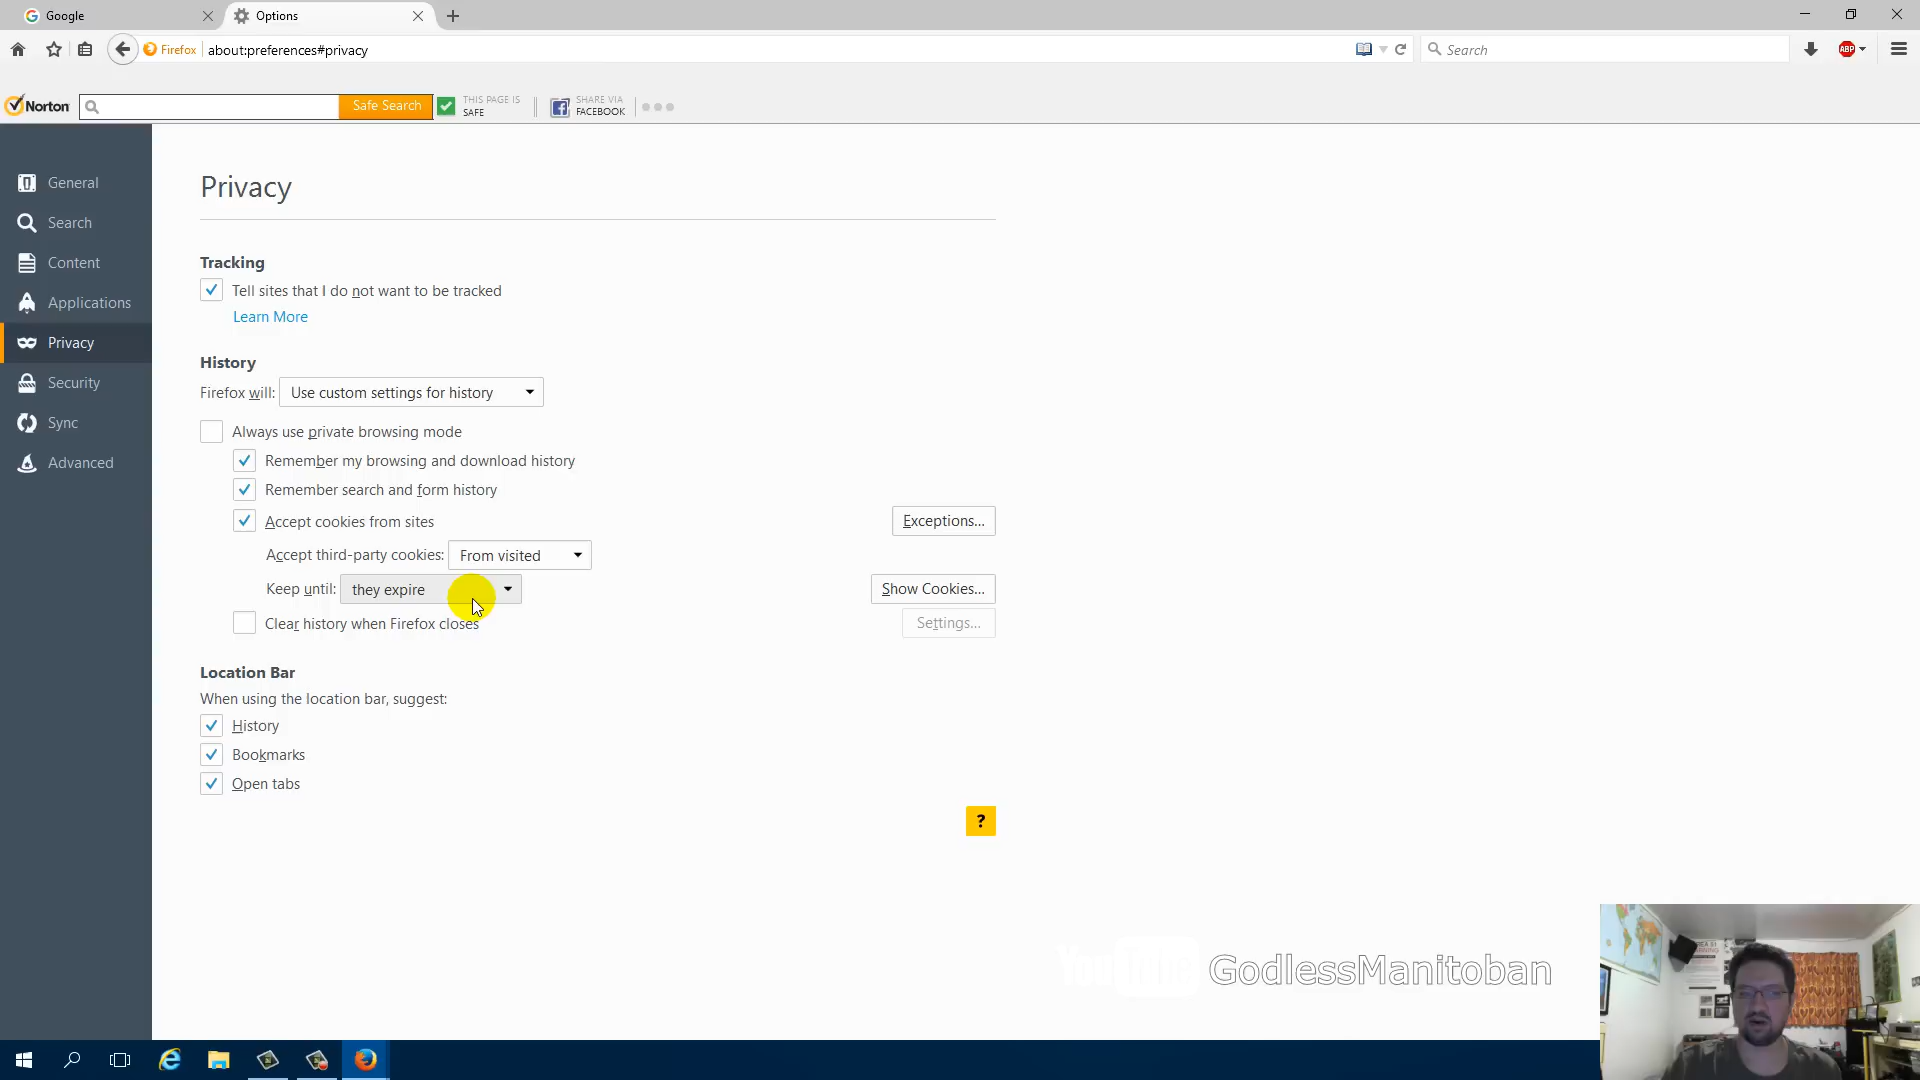 Google
Options
Firefox
about:preferences#privacy
Search
ABP
Norton
Safe Search
THIS PAGE IS
SAFE
SHARE VIA
FACEBOOK
General
Search
Content
Applications
Privacy
Security
Sync
Advanced
Privacy
Tracking
Tell sites that I do not want to be tracked
Learn More
History
Firefox will:
Use custom settings for history
Always use private browsing mode
Remember my browsing and download history
Remember search and form history
Accept cookies from sites
Exceptions...
Accept third-party cookies:
From visited
Keep until:
they expire
Show Cookies...
Clear history when Firefox closes
Settings...
Location Bar
When using the location bar, suggest:
History
Bookmarks
Open tabs
?
YouTube GodlessManitoban